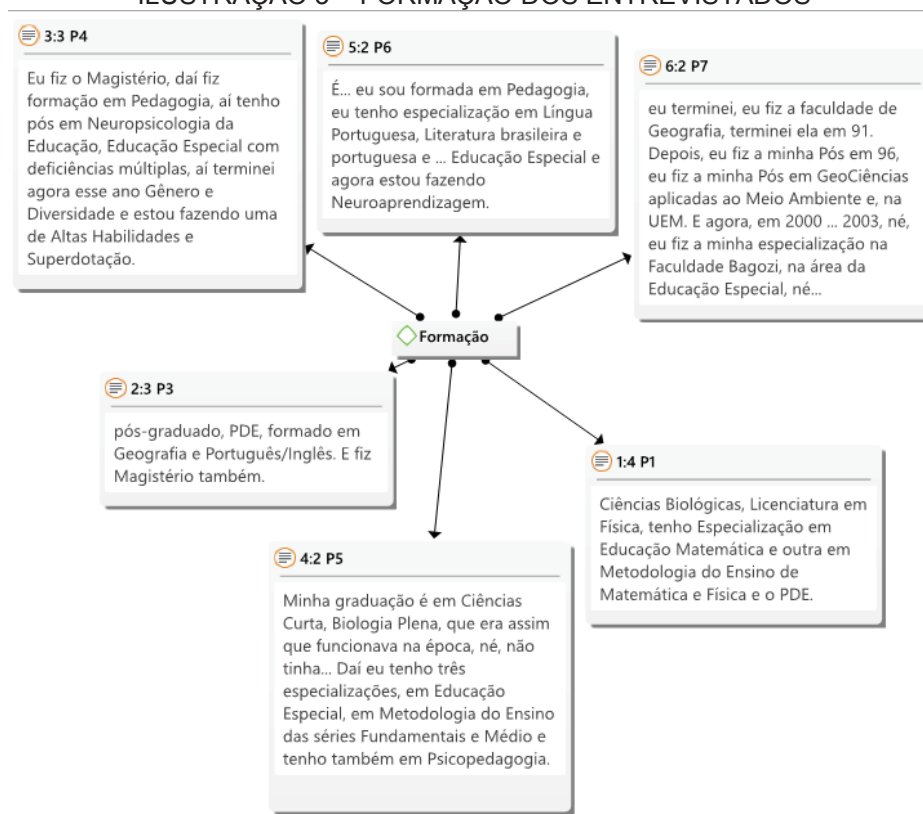 ILUSTRAÇÃO 3 – FORMAÇÃO DOS ENTREVISTADOS
3:3 P4
Eu fiz o Magistério, daí fiz
formação em Pedagogia, aí tenho
pós em Neuropsicologia da
Educação, Educação Especial com
deficiências múltiplas, aí terminei
agora esse ano Gênero e
Diversidade e estou fazendo uma
de Altas Habilidades e
Superdotação.
5:2 P6
É... eu sou formada em Pedagogia,
eu tenho especialização em Língua
Portuguesa, Literatura brasileira e
portuguesa e ... Educação Especial e
agora estou fazendo
Neuroaprendizagem.
6:2 P7
eu terminei, eu fiz a faculdade de
Geografia, terminei ela em 91.
Depois, eu fiz a minha Pós em 96,
eu fiz a minha Pós em GeoCiências
aplicadas ao Meio Ambiente e, na
UEM. E agora, em 2000 ... 2003, né,
eu fiz a minha especialização na
Faculdade Bagozi, na área da
Educação Especial, né...
Formação
2:3 P3
pós-graduado, PDE, formado em
Geografia e Português/Inglês. E fiz
Magistério também.
1:4 P1
Ciências Biológicas, Licenciatura em
Física, tenho Especialização em
Educação Matemática e outra em
Metodologia do Ensino de
Matemática e Física e o PDE.
4:2 P5
Minha graduação é em Ciências
Curta, Biologia Plena, que era assim
que funcionava na época, né, não
tinha... Daí eu tenho três
especializações, em Educação
Especial, em Metodologia do Ensino
das séries Fundamentais e Médio e
tenho também em Psicopedagogia.